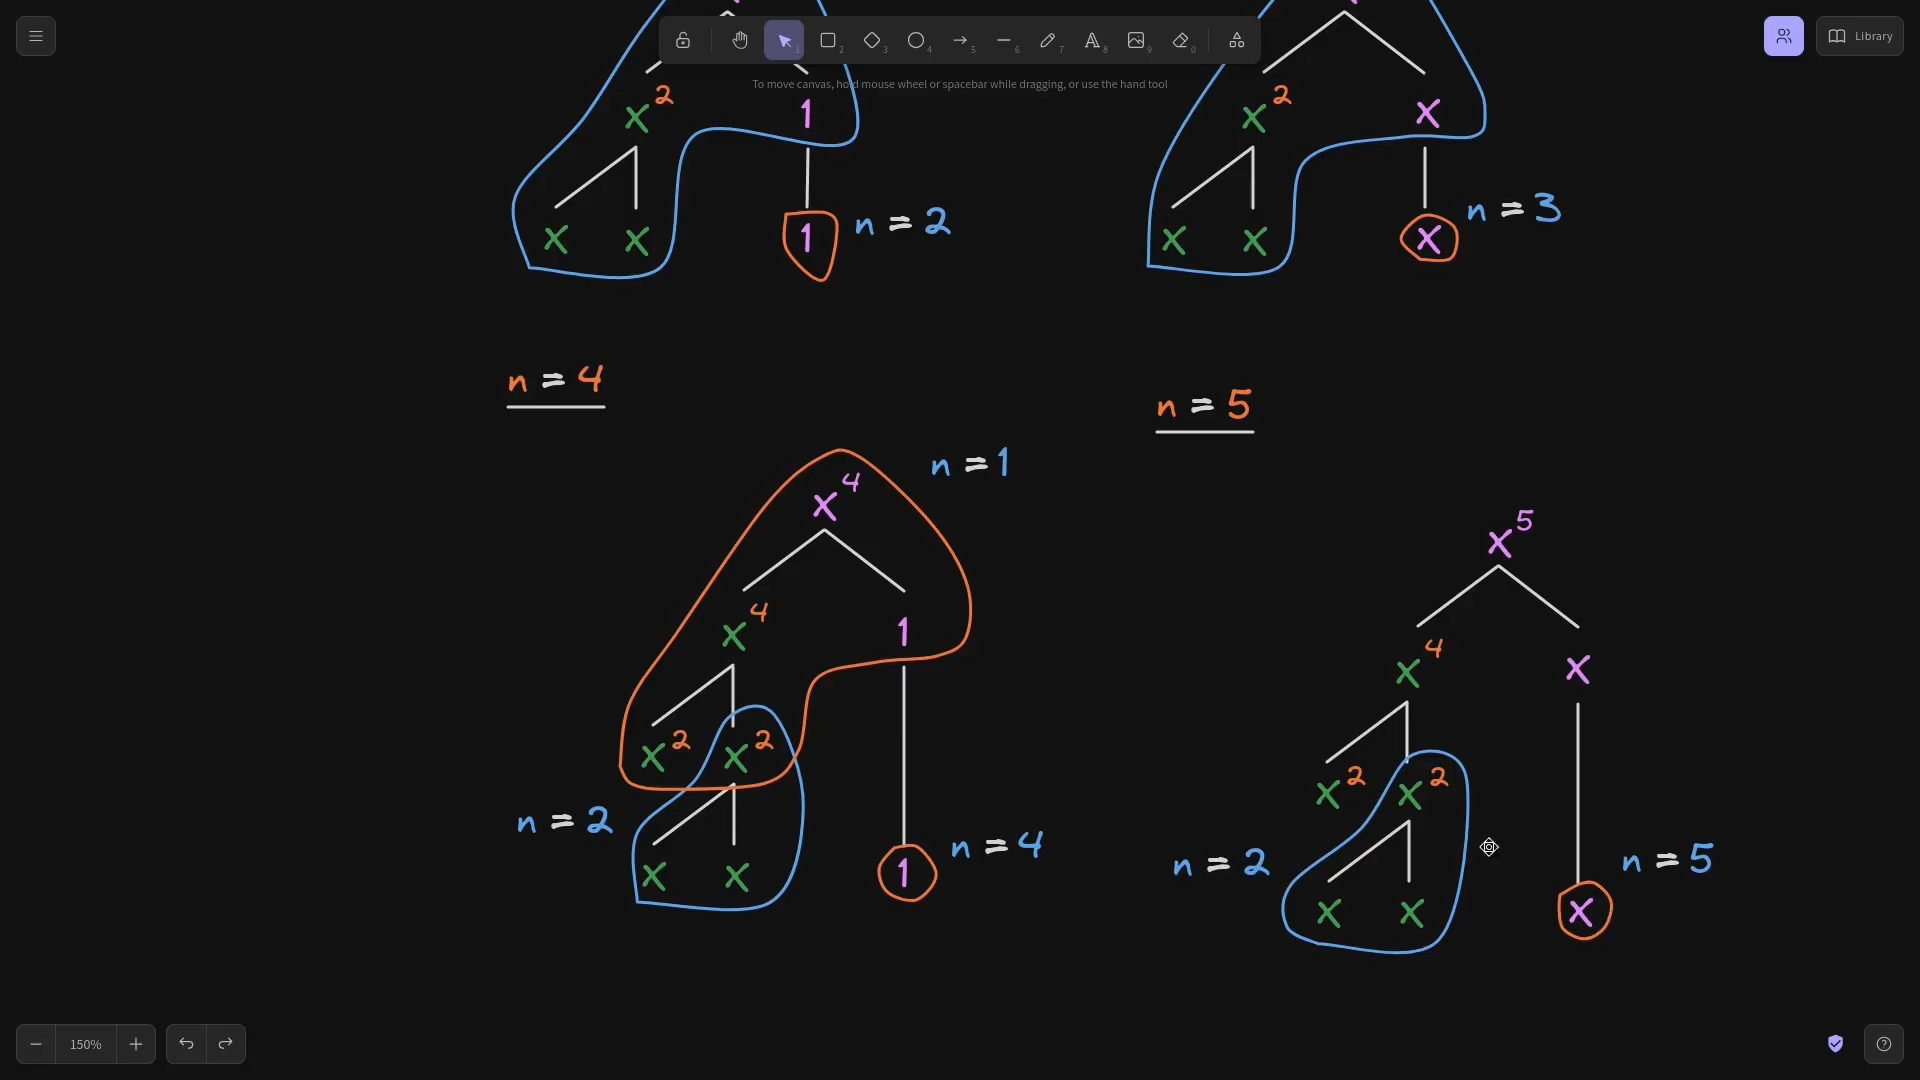 Library
To move canvas, hold mouse wheel or spacebar while dragging, or use the hand tool
x² 1
x x
1 n = 2
x² x
x x
x n = 3
n = 4
n = 1
x⁴
x⁴ 1
x² x²
n = 2
x x
1 n = 4
n = 5
x⁵
x⁴ x
x² x²
n = 2
x x
x n = 5
150%